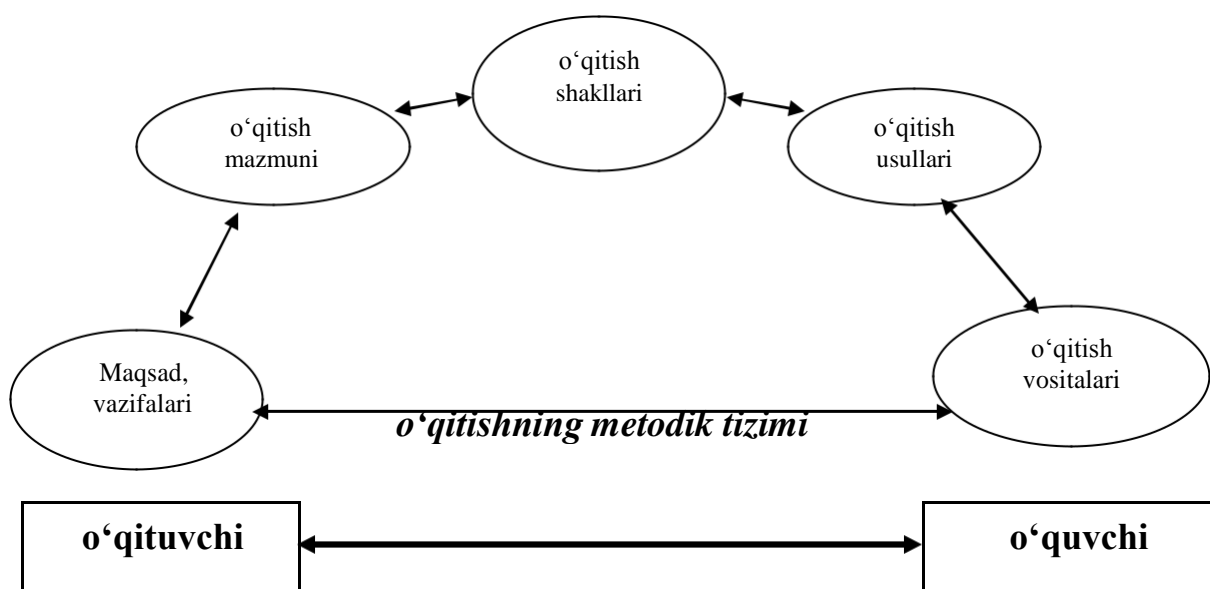 o‘qitish
shakllari
o‘qitish
mazmuni
o‘qitish
usullari
Maqsad,
vazifalari
o‘qitish
vositalari
o‘qitishning metodik tizimi
o‘qituvchi
o‘quvchi